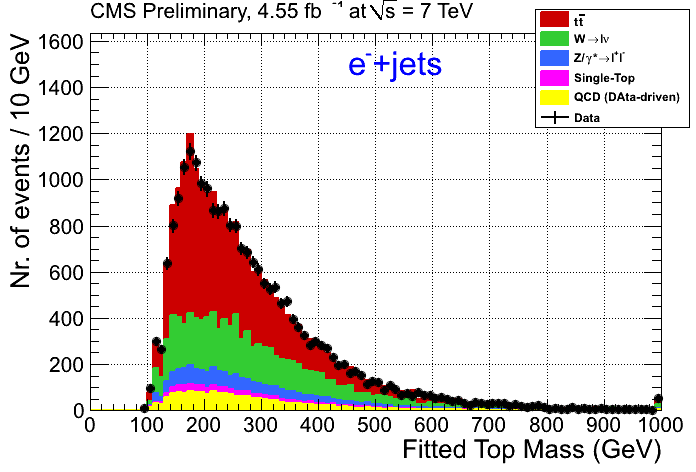 CMS Preliminary, 4.55 fb⁻¹ at √s = 7 TeV
Nr. of events / 10 GeV
1600
1400
1200
1000
800
600
400
200
0
e⁻+jets
tt̅
W→lν
Z/γ*→l⁺l⁻
Single-Top
QCD (DAta-driven)
Data
0 100 200 300 400 500 600 700 800 900 1000
Fitted Top Mass (GeV)